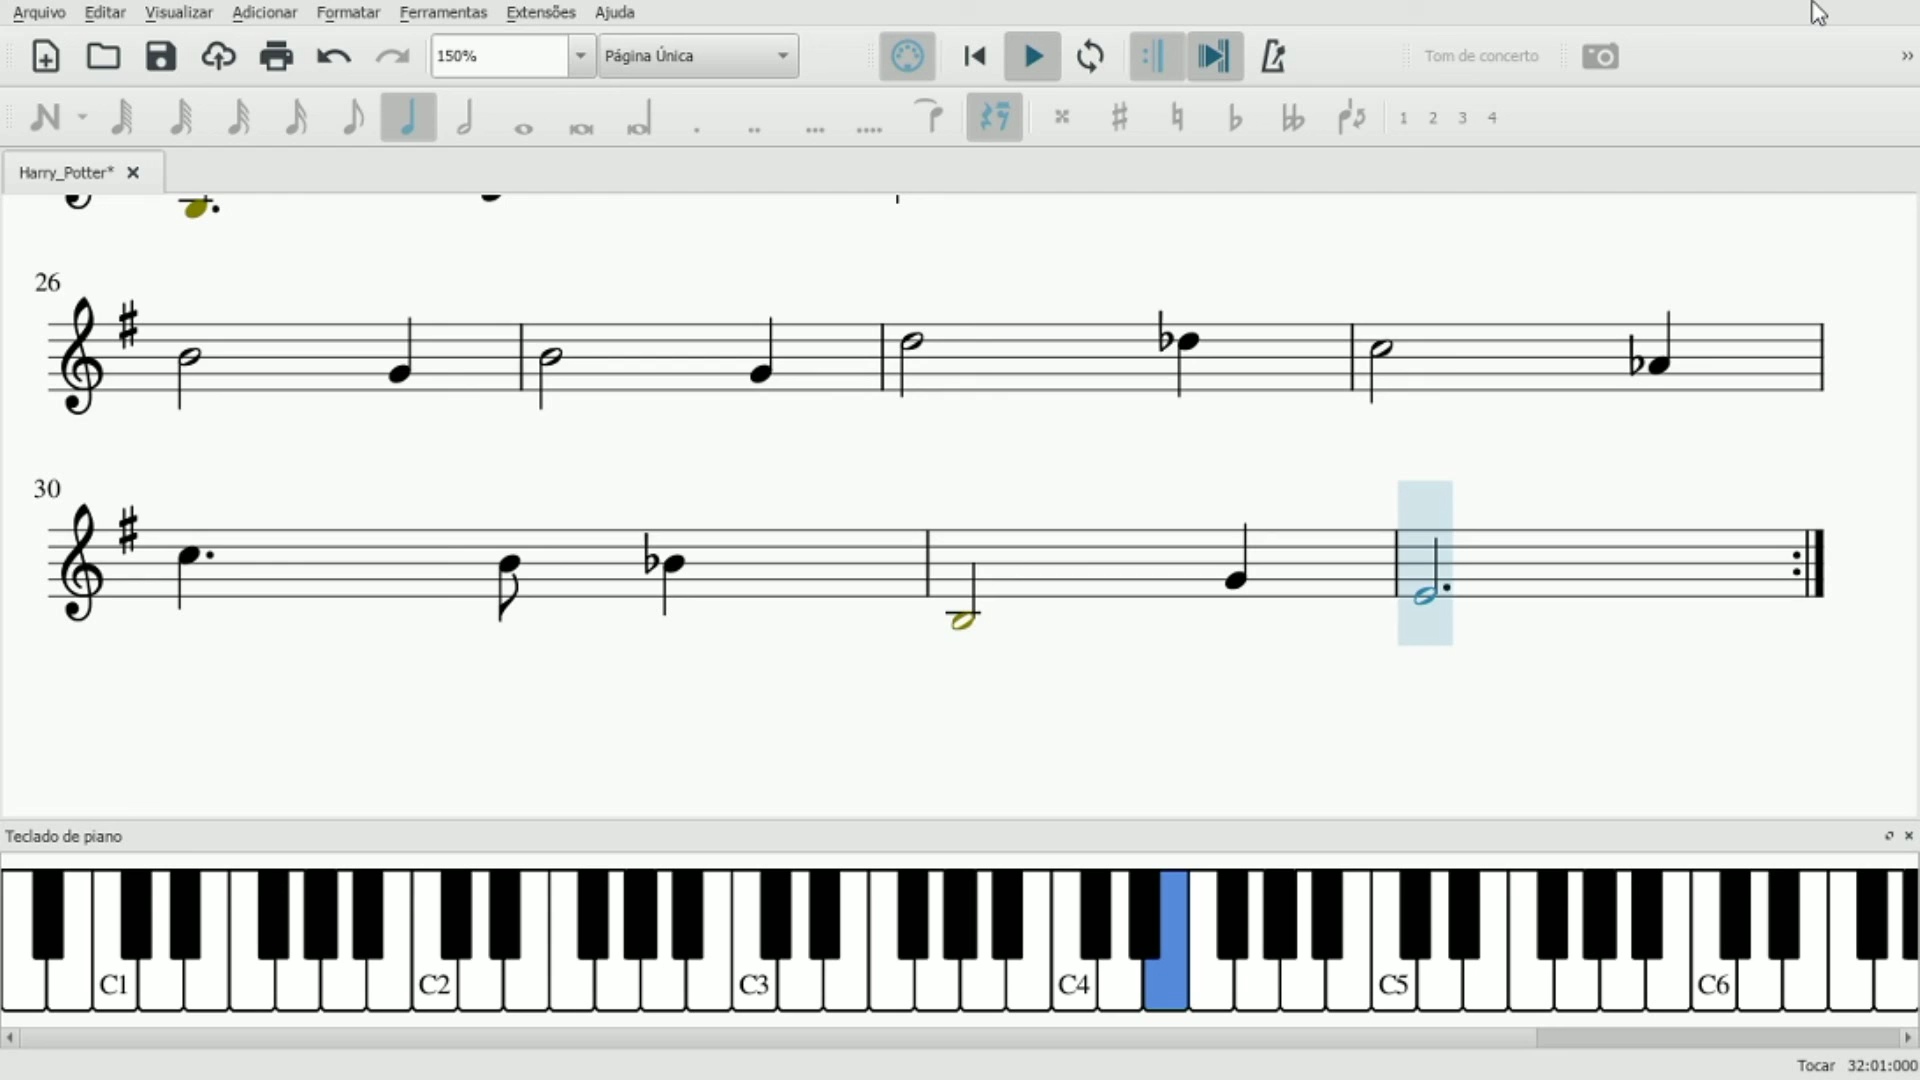 Arquivo Editar Visualizar Adicionar Formatar Ferramentas Extensões Ajuda
150% Página Única Tom de concerto »
1 2 3 4
Harry_Potter*
26
30
Teclado de piano
C1 C2 C3 C4 C5 C6
Tocar 32:01:000